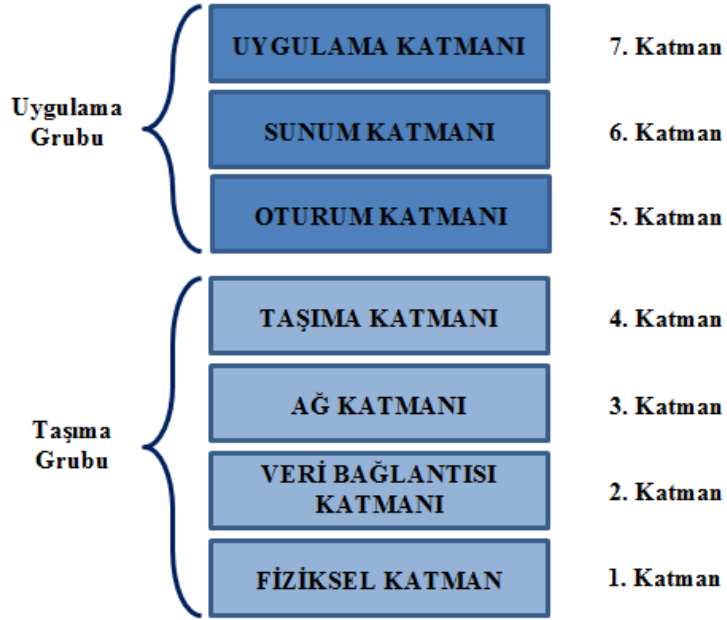 UYGULAMA KATMANI 7. Katman
Uygulama
Grubu
SUNUM KATMANI 6. Katman
OTURUM KATMANI 5. Katman
TAŞIMA KATMANI 4. Katman
AĞ KATMANI 3. Katman
Taşıma
Grubu
VERİ BAĞLANTISI
KATMANI
2. Katman
FİZİKSEL KATMAN 1. Katman